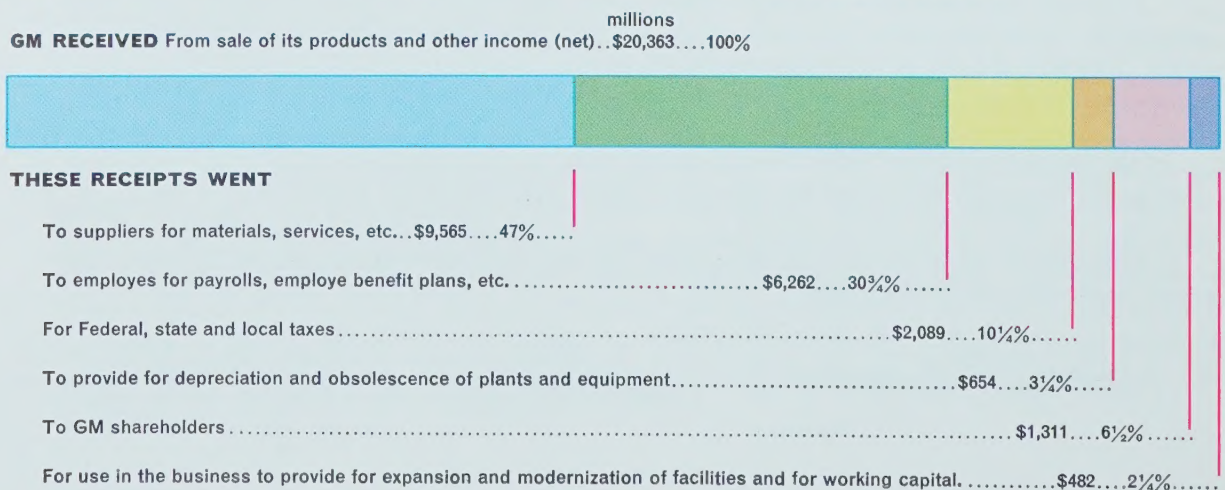 millions
GM RECEIVED From sale of its products and other income (net)..$20,363....100%
THESE RECEIPTS WENT
To suppliers for materials, services, etc...$9,565....47%.....
To employes for payrolls, employe benefit plans, etc. ................................. $6,262....30¾% ......
For Federal, state and local taxes..........................................................................$2,089....10¼%......
To provide for depreciation and obsolescence of plants and equipment......................................$654....3¼%.....
To GM shareholders.........................................................................................................$1,311....6½%......
For use in the business to provide for expansion and modernization of facilities and for working capital. ............$482....2¼%......